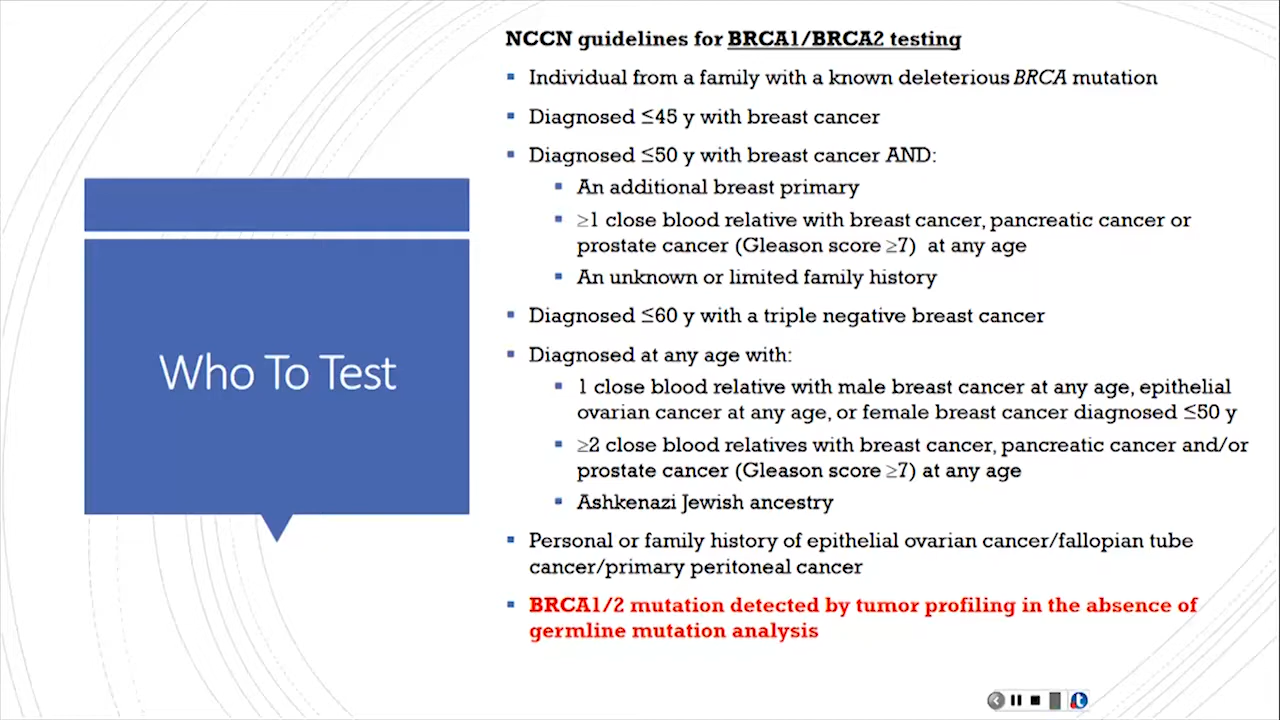 NCCN guidelines for BRCA1/BRCA2 testing
Individual from a family with a known deleterious BRCA mutation
Diagnosed ≤45 y with breast cancer
Diagnosed ≤50 y with breast cancer AND:
An additional breast primary
≥1 close blood relative with breast cancer, pancreatic cancer or
prostate cancer (Gleason score ≥7) at any age
An unknown or limited family history
Diagnosed ≤60 y with a triple negative breast cancer
Who To Test
Diagnosed at any age with:
1 close blood relative with male breast cancer at any age, epithelial
ovarian cancer at any age, or female breast cancer diagnosed ≤50 y
≥2 close blood relatives with breast cancer, pancreatic cancer and/or
prostate cancer (Gleason score ≥7) at any age
Ashkenazi Jewish ancestry
Personal or family history of epithelial ovarian cancer/fallopian tube
cancer/primary peritoneal cancer
BRCA1/2 mutation detected by tumor profiling in the absence of
germline mutation analysis